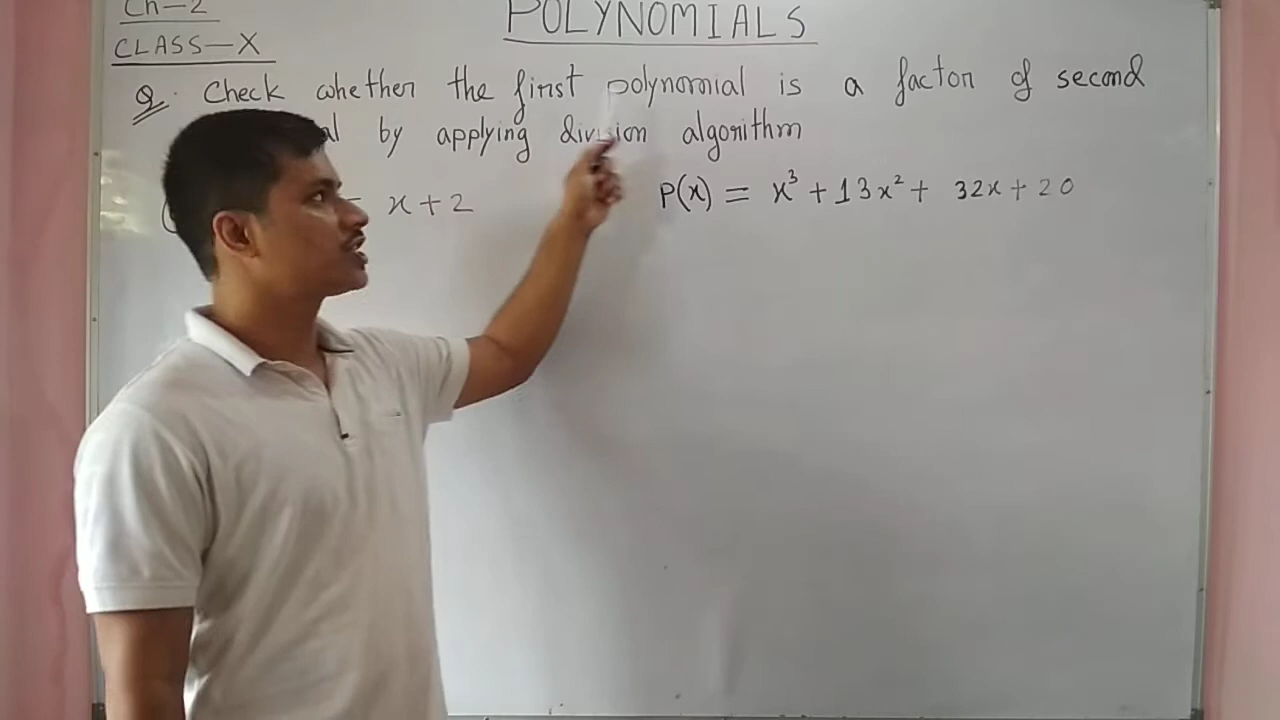 Ch-2
POLYNOMIALS
CLASS-X
Q. Check whether the first polynomial is a factor of second
by applying division algorithm
x+2 P(x) = x³ + 13x² + 32x + 20